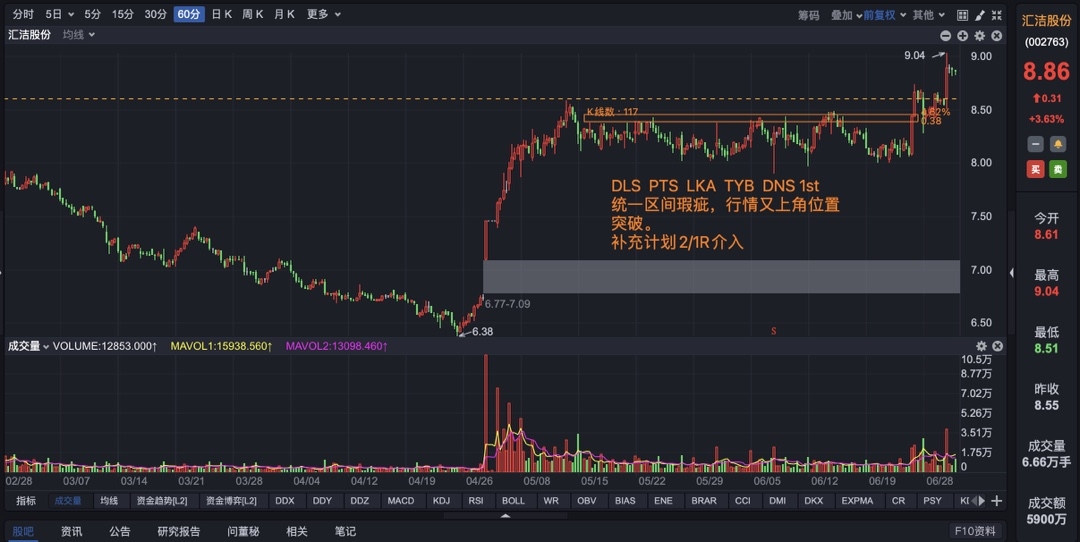 分时 5日 5分 15分 30分 60分 日K 周K 月K 更多 筹码 叠加 前复权 其他
汇洁股份 均线
汇洁股份
(002763)
8.86
0.31
+3.63%
买 卖
今开
8.61
最高
9.04
最低
8.51
昨收
8.55
成交量
6.66万手
成交额
5900万
9.04
9.00
8.50
8.00
7.50
7.00
6.50
K线数：117
0.38
DLS PTS LKA TYB DNS 1st
统一区间瑕疵，行情又上角位置
突破。
补充计划2/1R介入
6.77-7.09
6.38
S
成交量 VOLUME:12853.000↑ MAVOL1:15938.560↑ MAVOL2:13098.460↑
10.5万
8.77万
7.02万
5.26万
3.51万
1.75万
0
02/28 03/07 03/14 03/21 03/28 04/04 04/12 04/19 04/26 05/08 05/15 05/22 05/29 06/05 06/12 06/19 06/28
指标 成交量 均线 资金趋势[L2] 资金博弈[L2] DDX DDY DDZ MACD KDJ RSI BOLL WR OBV BIAS ENE BRAR CCI DMI DKX EXPMA CR PSY
股吧 资讯 公告 研究报告 问董秘 相关 笔记 F10资料